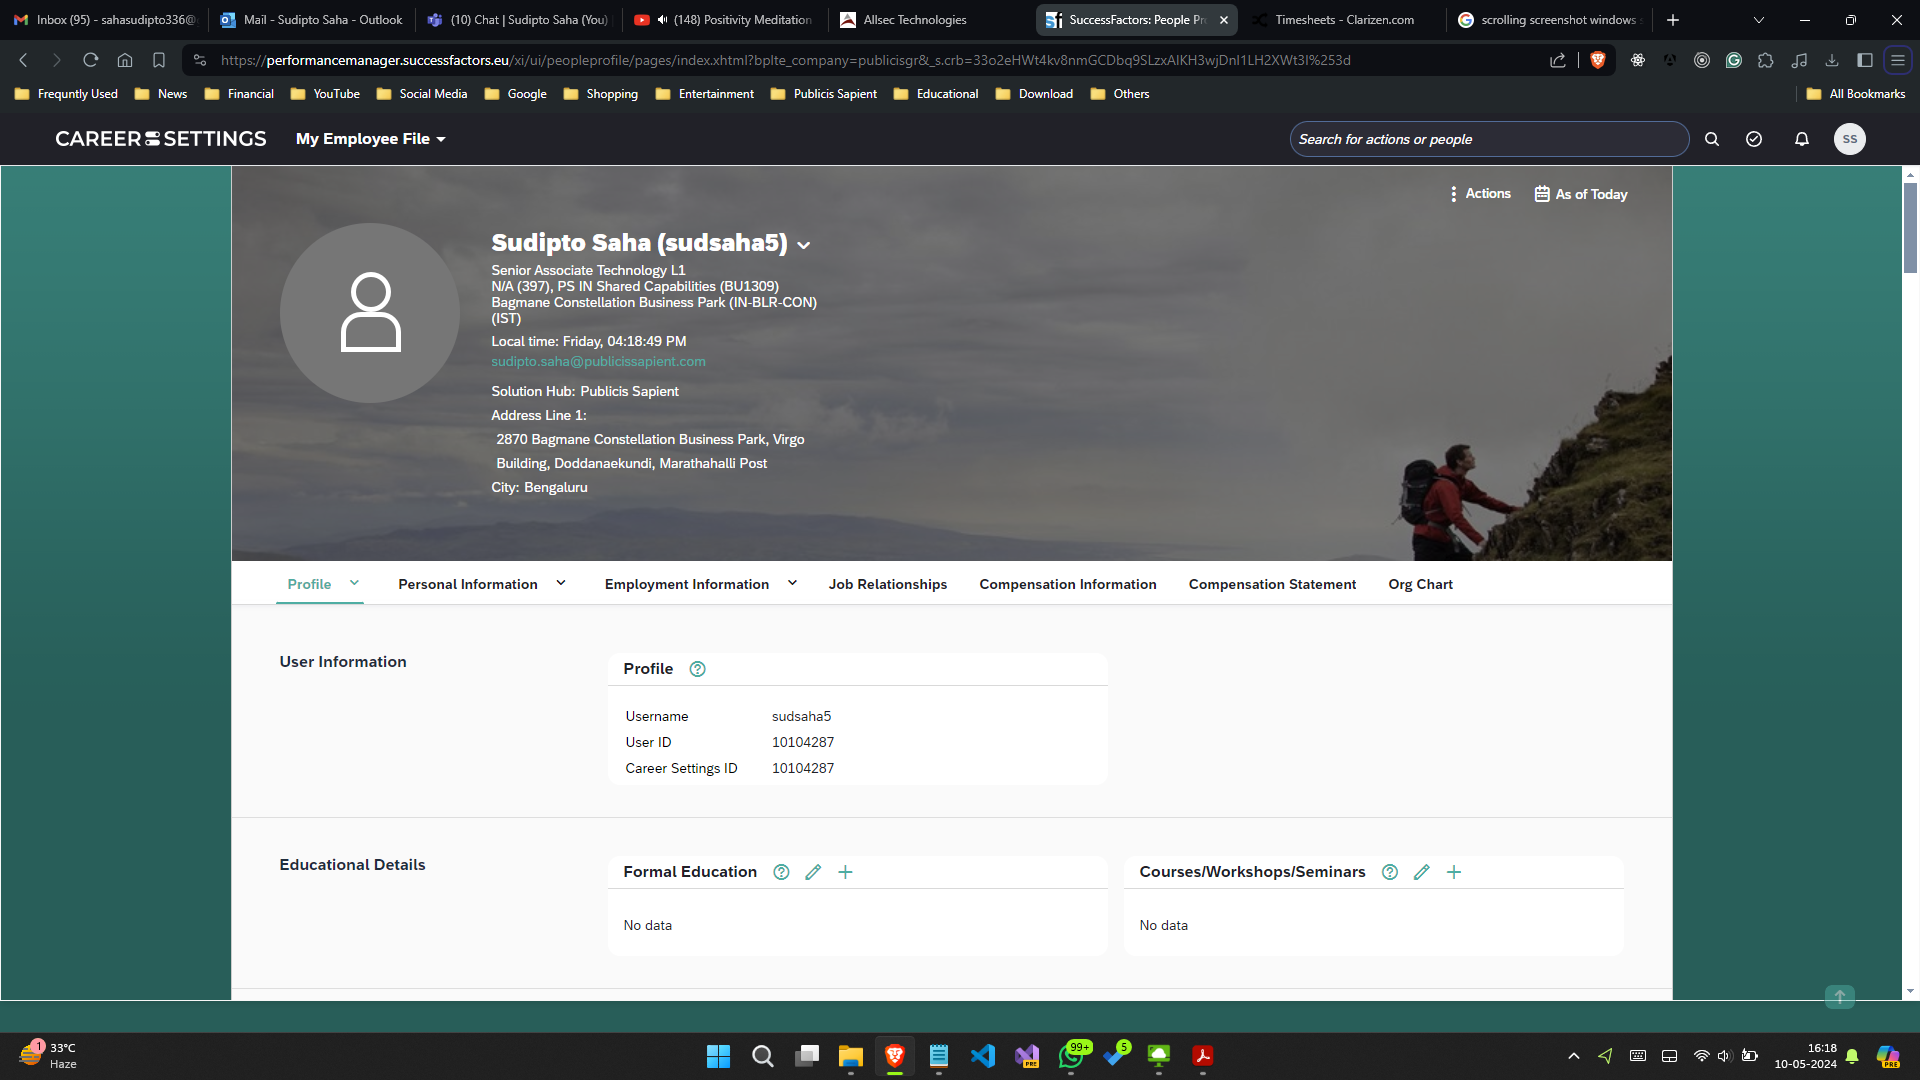 Inbox (95) - sahasudipto336@
Mail - Sudipto Saha - Outlook
(10) Chat | Sudipto Saha (You)
(148) Positivity Meditation
Allsec Technologies
SuccessFactors: People Pr
Timesheets - Clarizen.com
scrolling screenshot windows
https://performancemanager.successfactors.eu/xi/ui/peopleprofile/pages/index.xhtml?bplte_company=publicisgr&_s.crb=33o2eHWt4kv8nmGCDbq9SLzxAIKH3wjDnI1LH2XWt3I%253d
Frequntly Used
News
Financial
YouTube
Social Media
Google
Shopping
Entertainment
Publicis Sapient
Educational
Download
Others
All Bookmarks
CAREER SETTINGS
My Employee File
Search for actions or people
SS
Actions
As of Today
Sudipto Saha (sudsaha5)
Senior Associate Technology L1
N/A (397), PS IN Shared Capabilities (BU1309)
Bagmane Constellation Business Park (IN-BLR-CON)
(IST)
Local time: Friday, 04:18:49 PM
sudipto.saha@publicissapient.com
Solution Hub: Publicis Sapient
Address Line 1:
2870 Bagmane Constellation Business Park, Virgo
Building, Doddanaekundi, Marathahalli Post
City: Bengaluru
Profile
Personal Information
Employment Information
Job Relationships
Compensation Information
Compensation Statement
Org Chart
User Information
Profile
Username sudsaha5
User ID 10104287
Career Settings ID 10104287
Educational Details
Formal Education
Courses/Workshops/Seminars
No data
No data
1
33°C
Haze
PRE
99+
5
16:18
10-05-2024
PRE